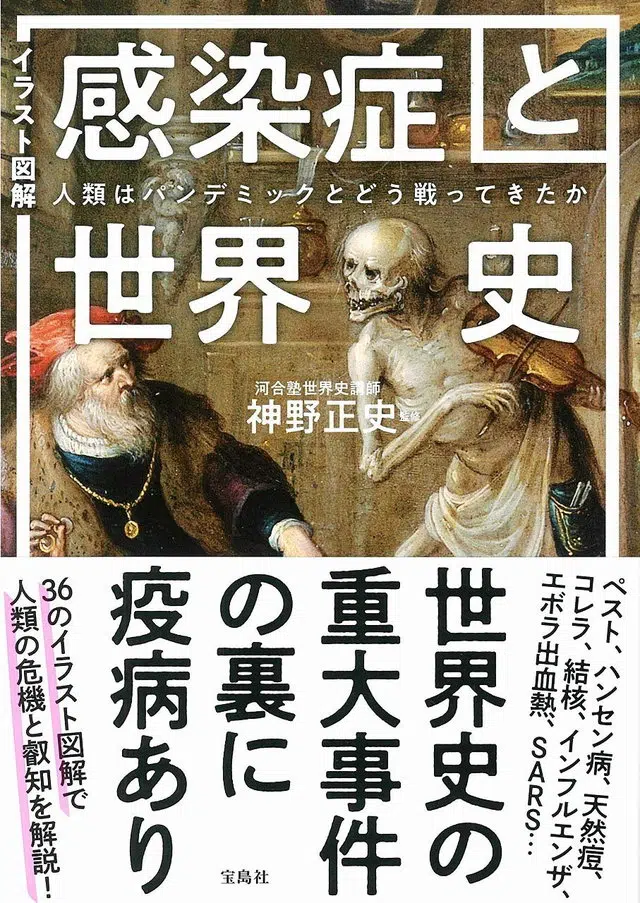 イラスト図解
感染症と
人類はパンデミックとどう戦ってきたか
世界史
河合塾世界史講師
神野正史 監修
ペスト、ハンセン病、天然痘、
コレラ、結核、インフルエンザ、
エボラ出血熱、SARS…
世界史の
重大事件
の裏に
疫病あり
36のイラスト図解で
人類の危機と叡知を解説!
宝島社